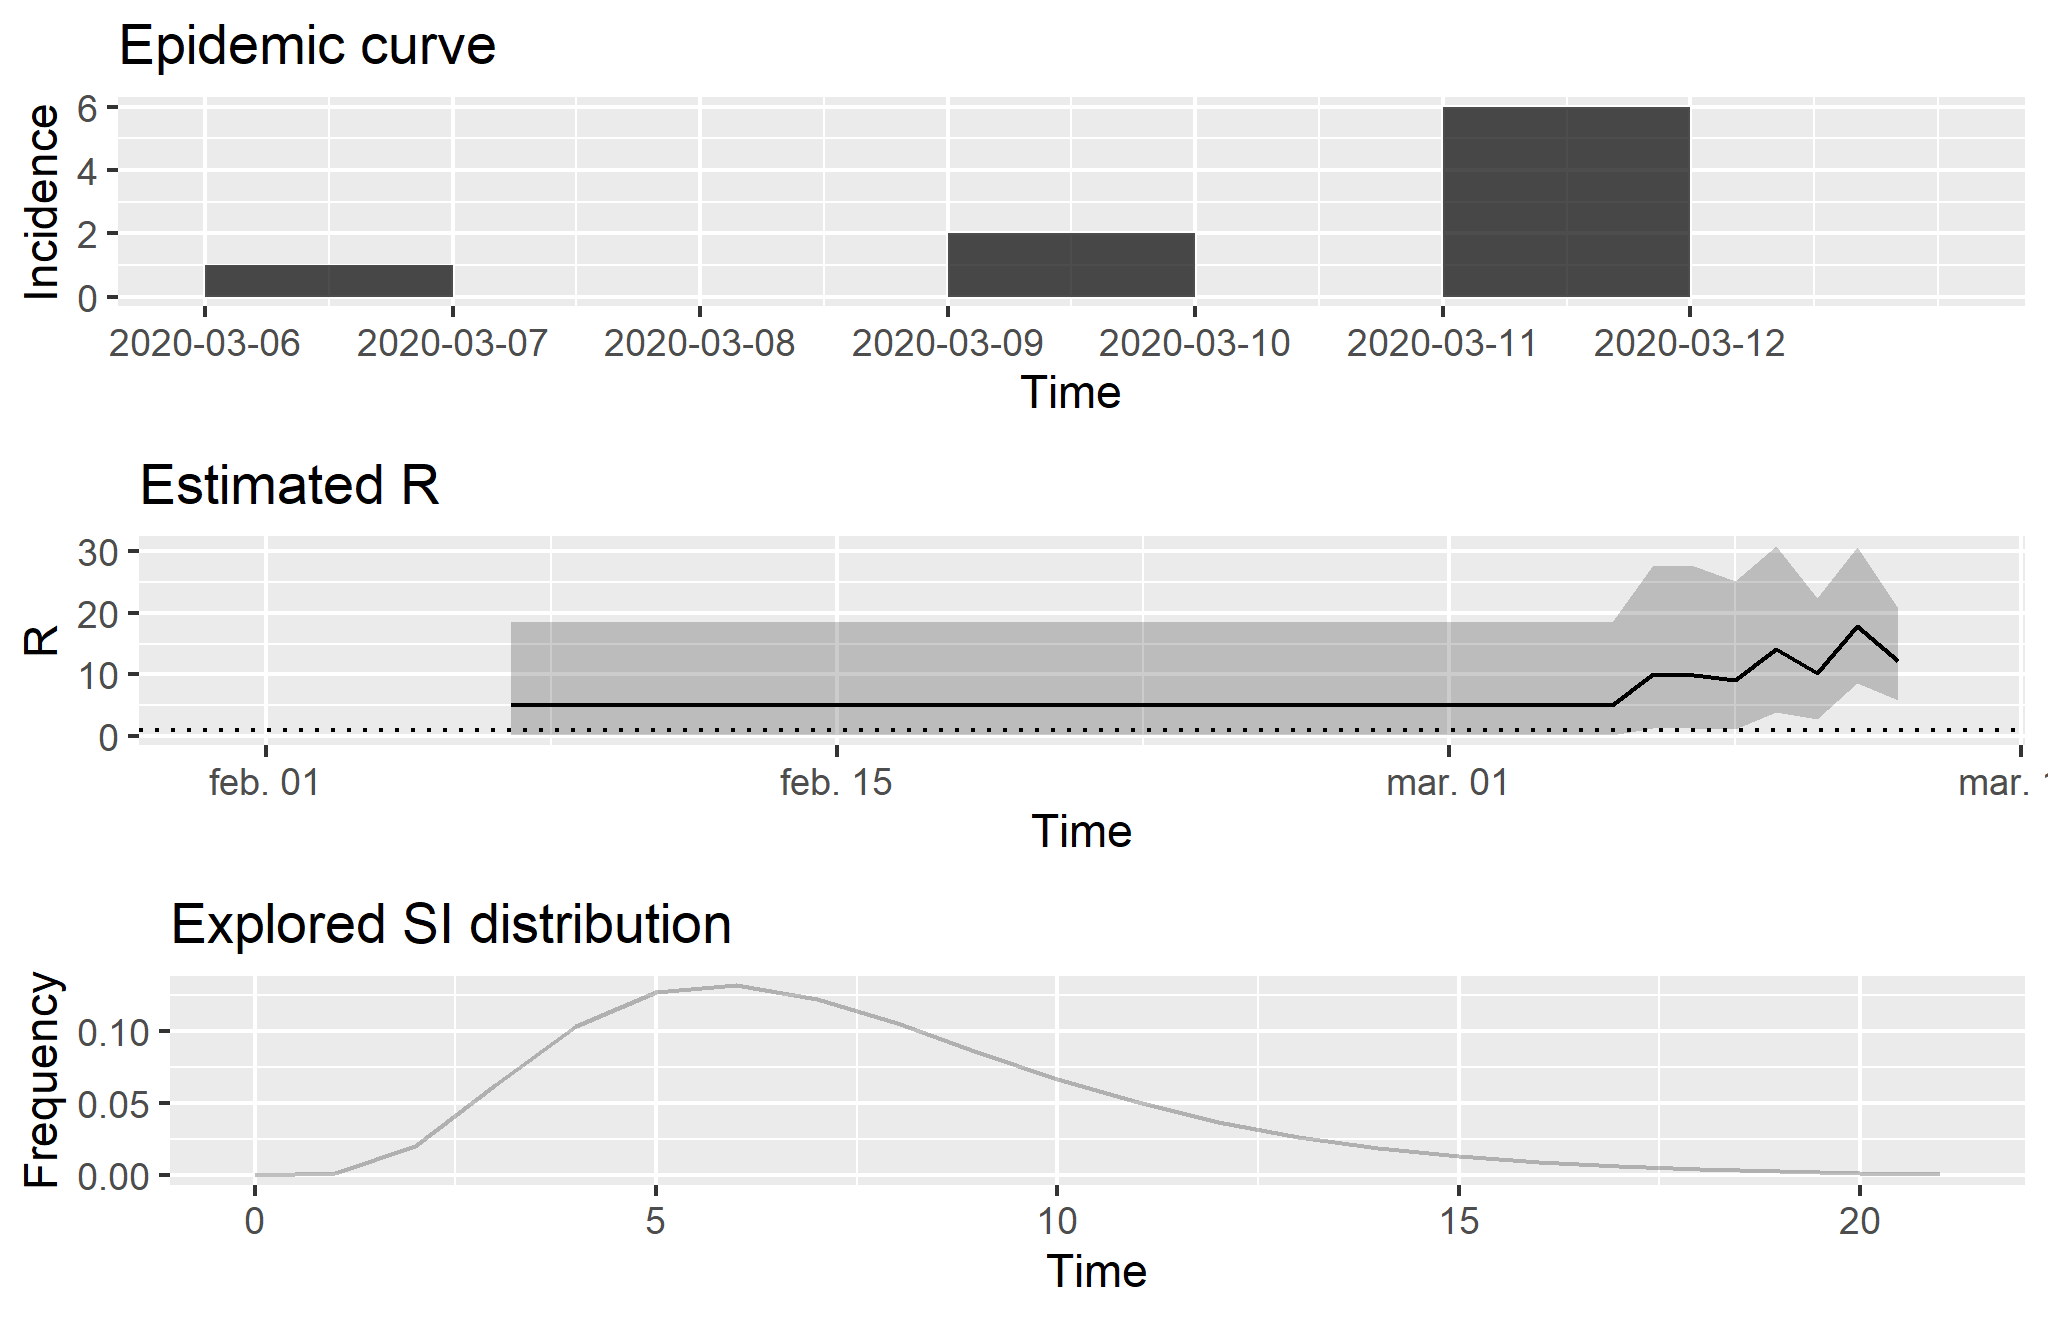 Epidemic curve
Incidence
6
4
2
0
2020-03-06 2020-03-07 2020-03-08 2020-03-09 2020-03-10 2020-03-11 2020-03-12
Time
Estimated R
R
30
20
10
0
feb. 01 feb. 15 mar. 01 mar.
Time
Explored SI distribution
Frequency
0.10
0.05
0.00
0 5 10 15 20
Time